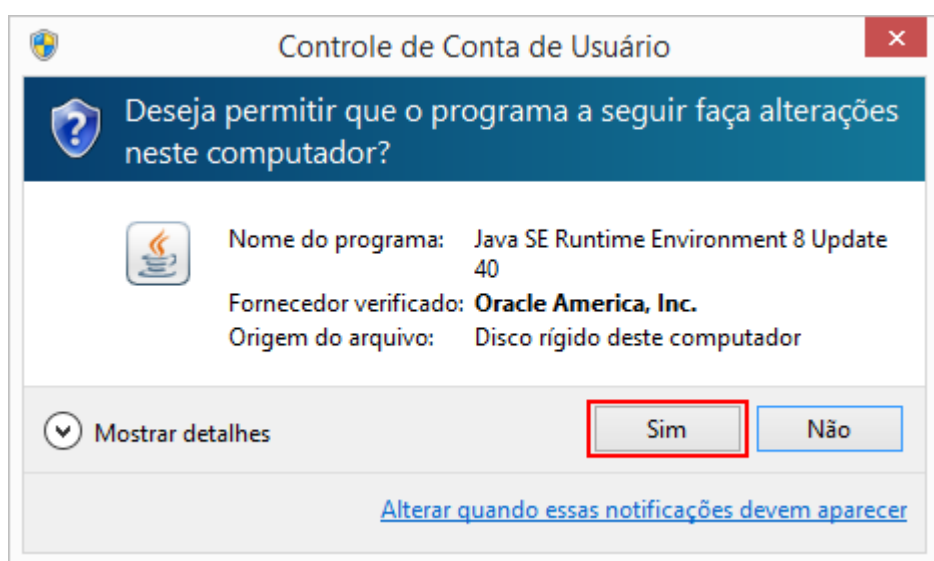 Controle de Conta de Usuário
Deseja permitir que o programa a seguir faça alterações
neste computador?
Nome do programa: Java SE Runtime Environment 8 Update
40
Fornecedor verificado: Oracle America, Inc.
Origem do arquivo: Disco rígido deste computador
Mostrar detalhes Sim Não
Alterar quando essas notificações devem aparecer